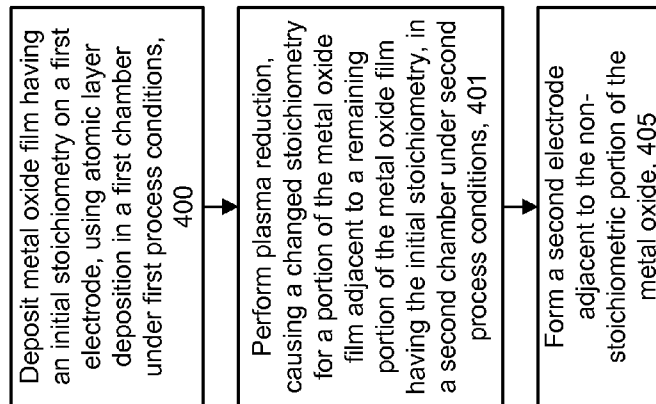 Deposit metal oxide film having
an initial stoichiometry on a first
electrode, using atomic layer
deposition in a first chamber
under first process conditions,
400
Perform plasma reduction,
causing a changed stoichiometry
for a portion of the metal oxide
film adjacent to a remaining
portion of the metal oxide film
having the initial stoichiometry, in
a second chamber under second
process conditions, 401
Form a second electrode
adjacent to the non-
stoichiometric portion of the
metal oxide, 405